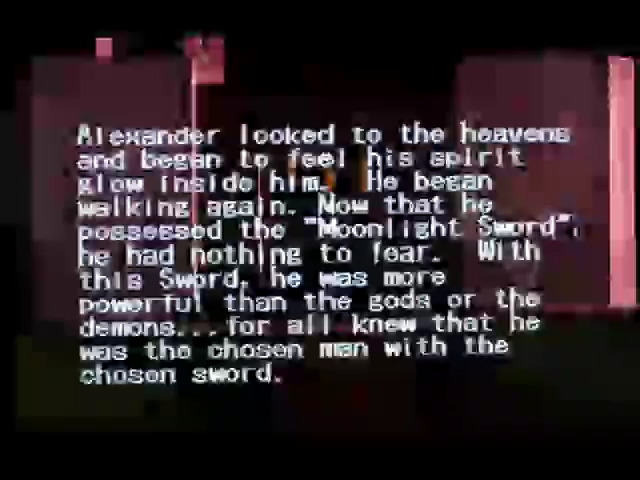 Alexander looked to the heavens
and began to feel his spirit
glow inside him. He began
walking again. Now that he
possessed the "Moonlight Sword",
he had nothing to fear. With
this Sword, he was more
powerful than the gods or the
demons...for all knew that he
was the chosen man with the
chosen sword.